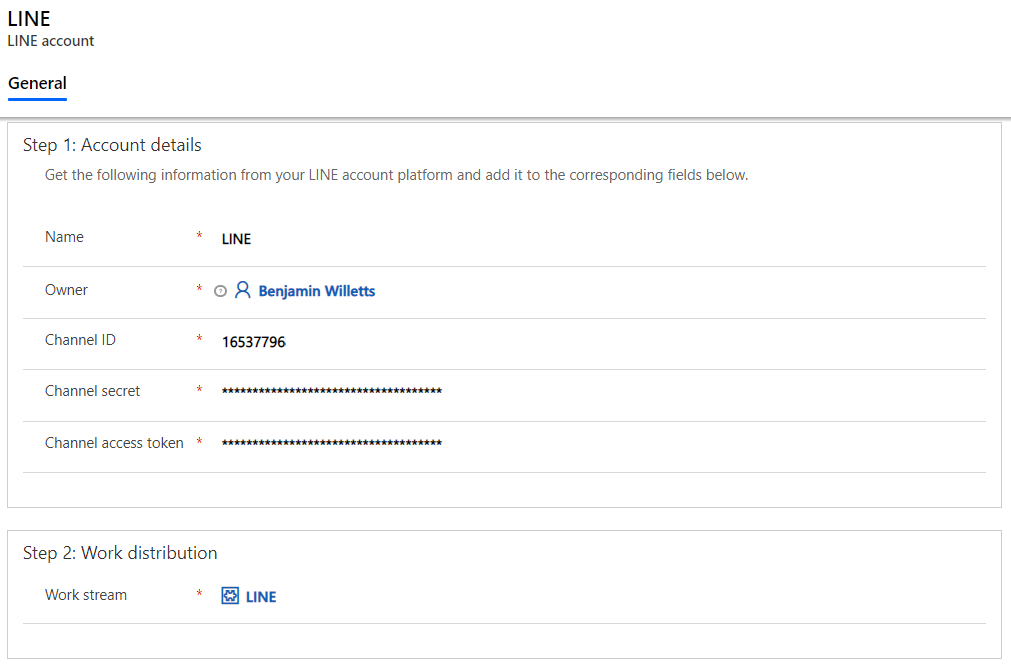 LINE
LINE account
General
Step 1: Account details
Get the following information from your LINE account platform and add it to the corresponding fields below.
Name * LINE
Owner * Benjamin Willetts
Channel ID * 16537796
Channel secret * ************************************
Channel access token * ************************************
Step 2: Work distribution
Work stream * LINE